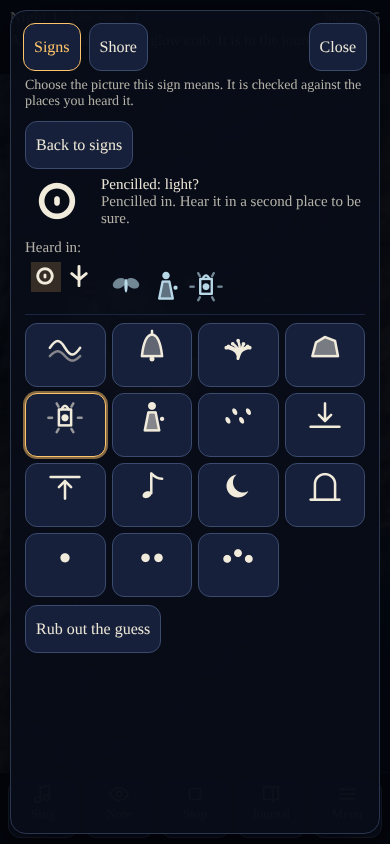 Signs
Shore
Close
Choose the picture this sign means. It is checked against the
places you heard it.
Back to signs
Pencilled: light?
Pencilled in. Hear it in a second place to be
sure.
Heard in:
Rub out the guess